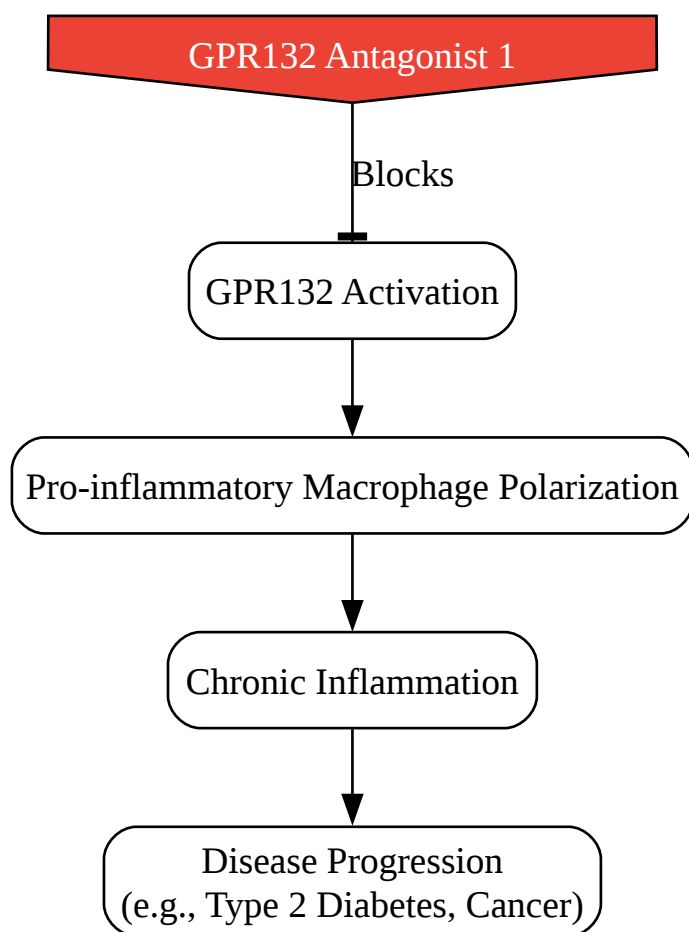 GPR132 Antagonist 1
Blocks
GPR132 Activation
Pro-inflammatory Macrophage Polarization
Chronic Inflammation
Disease Progression
(e.g., Type 2 Diabetes, Cancer)